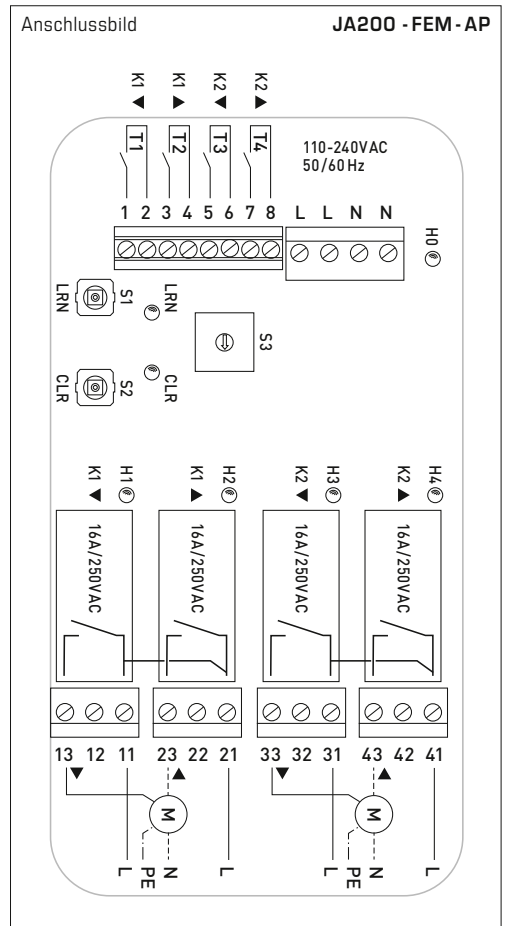 Anschlussbild JA200 - FEM - AP
K1 ◀ K1 ▶ K2 ◀ K2 ▶
T1 T2 T3 T4
110-240VAC
50/60 Hz
1 2 3 4 5 6 7 8 L L N N
H0
LRN S1 LRN
S3
CLR S2 CLR
K1 ◀ H1 K1 ▶ H2 K2 ◀ H3 K2 ▶ H4
16A/250VAC 16A/250VAC 16A/250VAC 16A/250VAC
13 12 11 23 22 21 33 32 31 43 42 41
▼ ▲ ▼ ▲
M M
L PE N L L PE N L